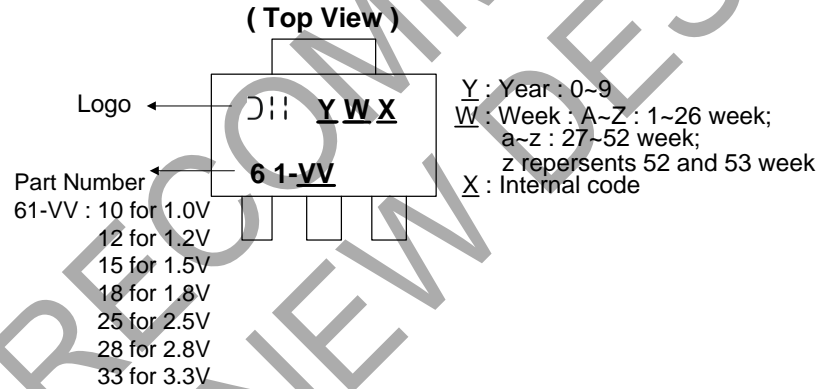 ( Top View )
Logo
Y W X
6 1-VV
Y : Year : 0~9
W : Week : A~Z : 1~26 week;
a~z : 27~52 week;
z repersents 52 and 53 week
X : Internal code
Part Number
61-VV : 10 for 1.0V
12 for 1.2V
15 for 1.5V
18 for 1.8V
25 for 2.5V
28 for 2.8V
33 for 3.3V